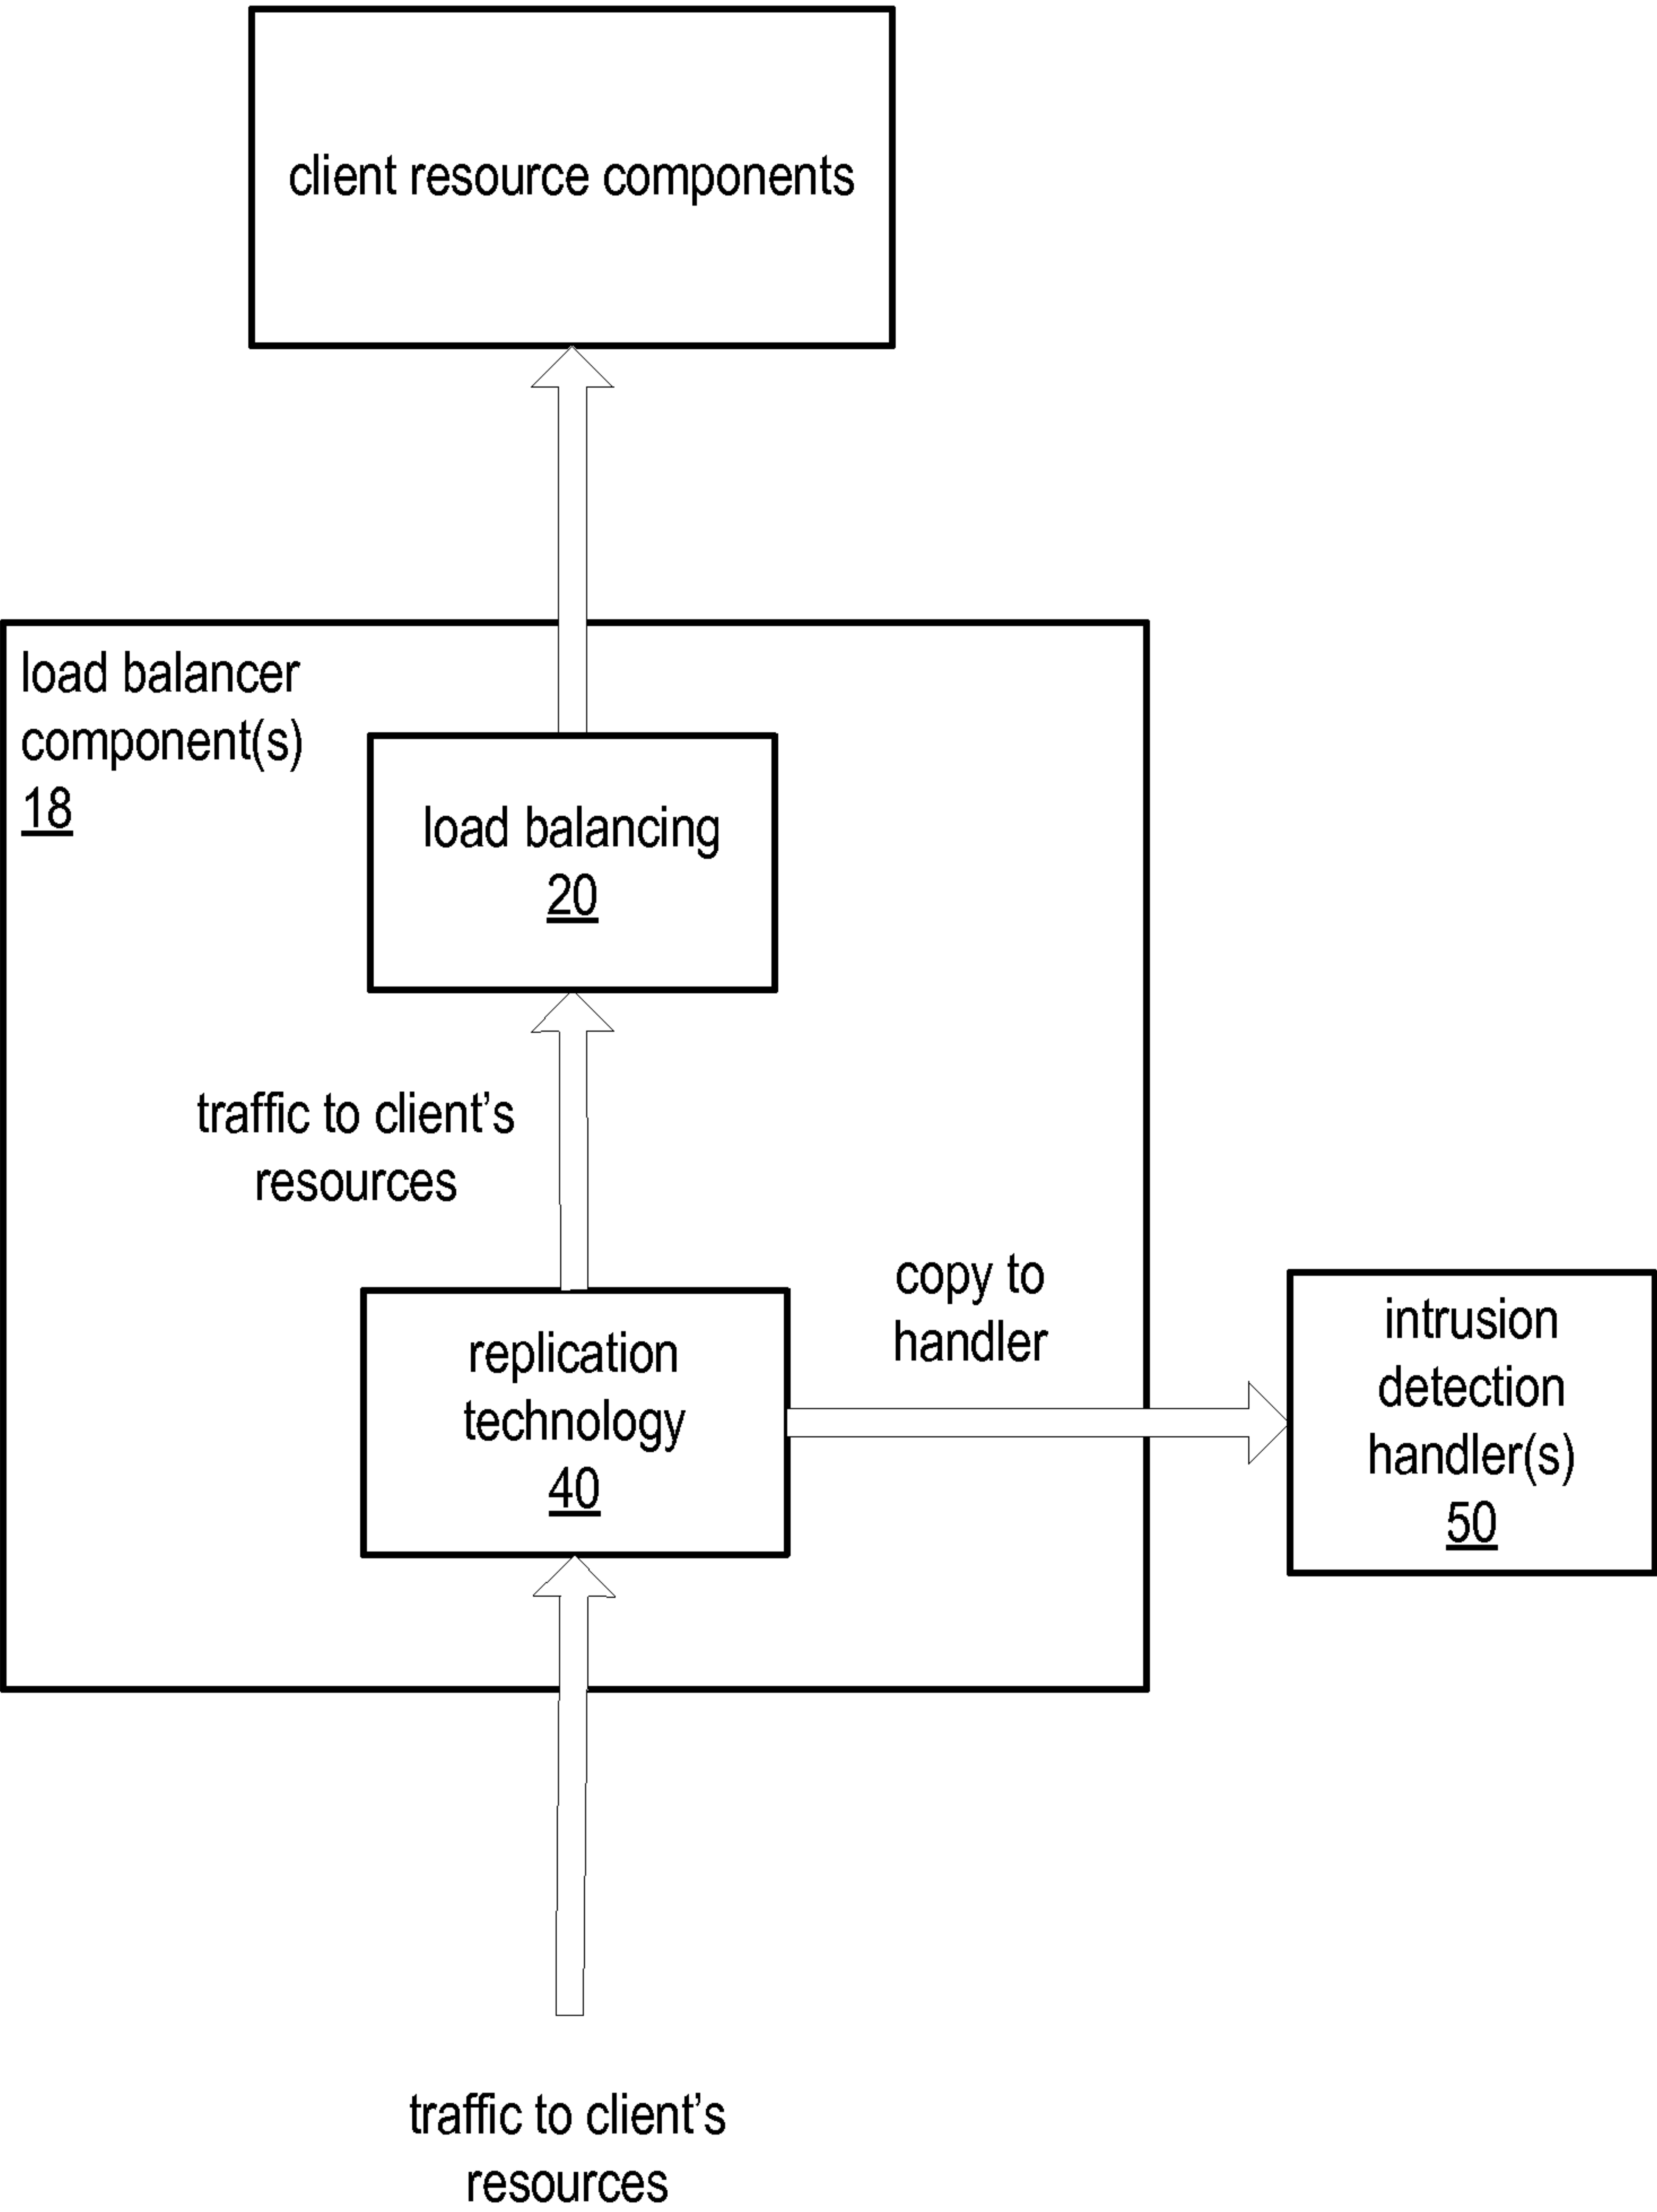 client resource components
load balancer
component(s)
18
load balancing
20
traffic to client’s
resources
copy to
handler
replication
technology
40
intrusion
detection
handler(s)
50
traffic to client’s
resources